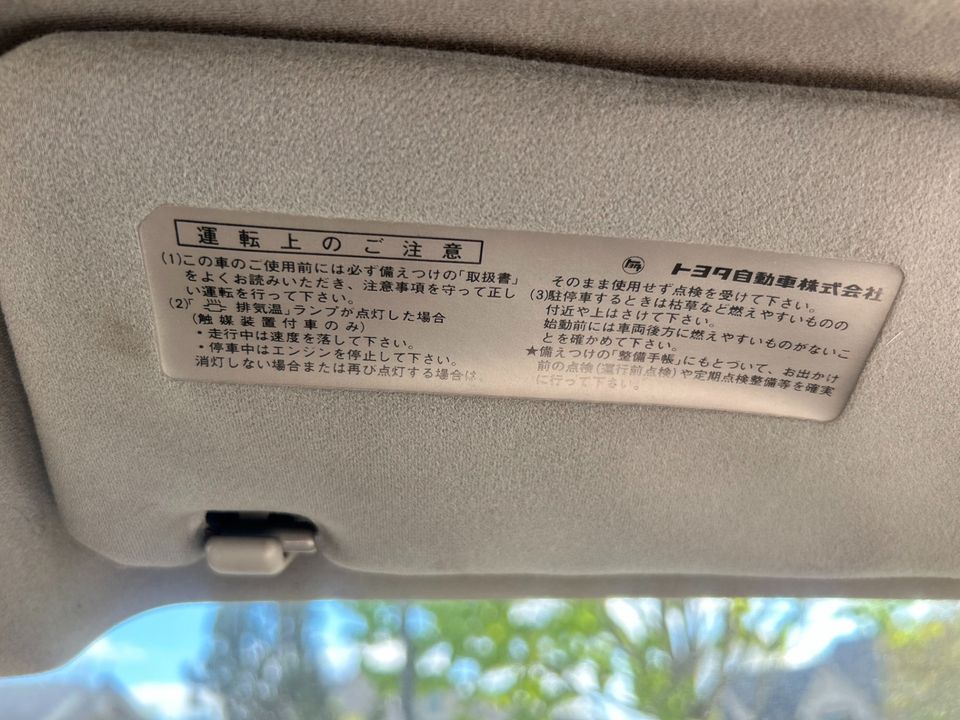 運転上のご注意
(1)この車のご使用前には必ず備えつけの「取扱書」
をよくお読みいただき、注意事項を守って正し
い運転を行って下さい。
(2)「 排気温」ランプが点灯した場合
(触媒装置付車のみ)
・走行中は速度を落して下さい。
・停車中はエンジンを停止して下さい。
消灯しない場合または再び点灯する場合は、
トヨタ自動車株式会社
そのまま使用せず点検を受けて下さい。
(3)駐停車するときは枯草など燃えやすいものの
付近や上はさけて下さい。
始動前には車両後方に燃えやすいものがないこ
とを確かめて下さい。
★備えつけの「整備手帳」にもとづいて、お出かけ
前の点検(運行前点検)や定期点検整備等を確実
に行って下さい。